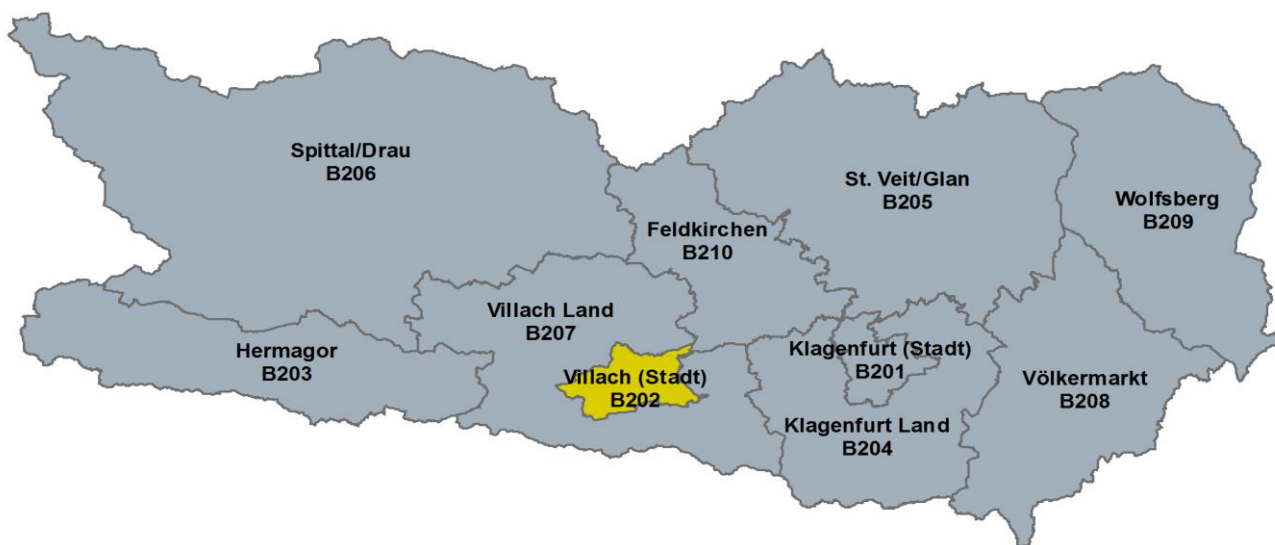 Spittal/Drau
B206
St. Veit/Glan
B205
Wolfsberg
B209
Feldkirchen
B210
Villach Land
B207
Hermagor
B203
Klagenfurt (Stadt)
B201
Villach (Stadt)
B202
Völkermarkt
B208
Klagenfurt Land
B204